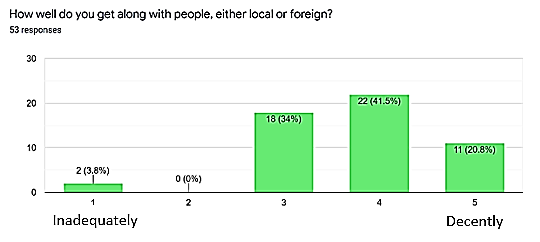 How well do you get along with people, either local or foreign?
53 responses
30
20
10
0
2 (3.8%)
0 (0%)
18 (34%)
22 (41.5%)
11 (20.8%)
1 2 3 4 5
Inadequately Decently